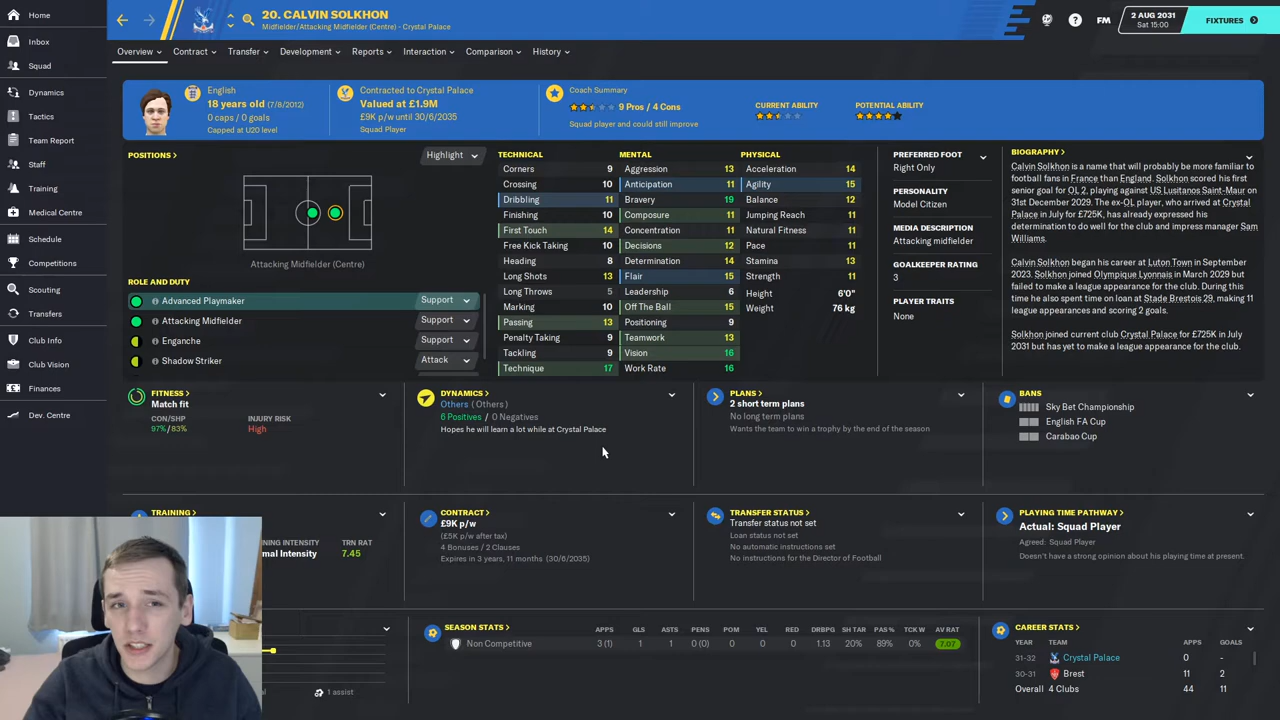 Home
20. CALVIN SOLKHON
Midfielder/Attacking Midfielder (Centre) - Crystal Palace
FM
2 AUG 2031
Sat 15:00
FIXTURES
Inbox
Squad
Dynamics
Tactics
Team Report
Staff
Training
Medical Centre
Schedule
Competitions
Scouting
Transfers
Club Info
Club Vision
Finances
Dev. Centre
Overview
Contract
Transfer
Development
Reports
Interaction
Comparison
History
English
18 years old (7/8/2012)
0 caps / 0 goals
Capped at U20 level
Contracted to Crystal Palace
Valued at £1.9M
£9K p/w until 30/6/2035
Squad Player
Coach Summary
9 Pros / 4 Cons
Squad player and could still improve
CURRENT ABILITY
POTENTIAL ABILITY
POSITIONS
Highlight
Attacking Midfielder (Centre)
ROLE AND DUTY
Advanced Playmaker Support
Attacking Midfielder Support
Enganche Support
Shadow Striker Attack
TECHNICAL
Corners 9
Crossing 10
Dribbling 11
Finishing 10
First Touch 14
Free Kick Taking 10
Heading 8
Long Shots 13
Long Throws 5
Marking 10
Passing 13
Penalty Taking 9
Tackling 9
Technique 17
MENTAL
Aggression 13
Anticipation 11
Bravery 19
Composure 11
Concentration 11
Decisions 12
Determination 14
Flair 15
Leadership 6
Off The Ball 15
Positioning 9
Teamwork 13
Vision 16
Work Rate 16
PHYSICAL
Acceleration 14
Agility 15
Balance 12
Jumping Reach 11
Natural Fitness 11
Pace 11
Stamina 13
Strength 11
Height 6'0"
Weight 76 kg
PREFERRED FOOT
Right Only
PERSONALITY
Model Citizen
MEDIA DESCRIPTION
Attacking midfielder
GOALKEEPER RATING
3
PLAYER TRAITS
None
BIOGRAPHY
Calvin Solkhon is a name that will probably be more familiar to
football fans in France than England. Solkhon scored his first
senior goal for OL 2, playing against US Lusitanos Saint-Maur on
31st December 2029. The ex-OL player, who arrived at Crystal
Palace in July for £725K, has already expressed his
determination to do well for the club and impress manager Sam
Williams.
Calvin Solkhon began his career at Luton Town in September
2023. Solkhon joined Olympique Lyonnais in March 2029 but
failed to make a league appearance for the club. During this
time he also spent on loan at Stade Brestois 29, making 11
league appearances and scoring 2 goals.
Solkhon joined current club Crystal Palace for £725K in July
2031 but has yet to make a league appearance for the club.
FITNESS
Match fit
CON/SHP
97%/83%
INJURY RISK
High
DYNAMICS
Others (Others)
6 Positives / 0 Negatives
Hopes he will learn a lot while at Crystal Palace
PLANS
2 short term plans
No long term plans
Wants the team to win a trophy by the end of the season
BANS
Sky Bet Championship
English FA Cup
Carabao Cup
TRAINING
TRN RAT
7.45
CONTRACT
£9K p/w
(£5K p/w after tax)
4 Bonuses / 2 Clauses
Expires in 3 years, 11 months (30/6/2035)
TRANSFER STATUS
Transfer status not set
Loan status not set
No automatic instructions set
No instructions for the Director of Football
PLAYING TIME PATHWAY
Actual: Squad Player
Agreed: Squad Player
Doesn't have a strong opinion about his playing time at present.
1 assist
SEASON STATS
APPS GLS ASTS PENS POM YEL RED DRBPG SH TAR PAS% TCK W AV RAT
Non Competitive 3 (1) 1 1 0 (0) 0 0 0 1.13 20% 89% 0% 7.07
CAREER STATS
YEAR TEAM APPS GOALS
31-32 Crystal Palace 0 -
30-31 Brest 11 2
Overall 4 Clubs 44 11